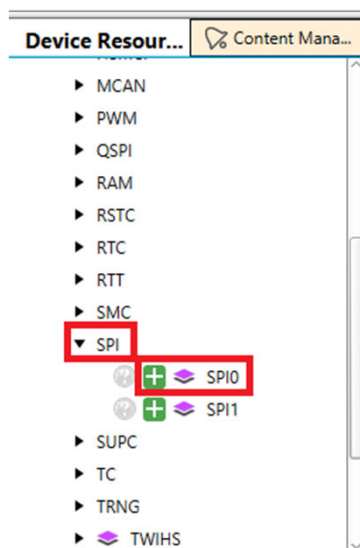 Device Resour... Content Mana...
MCAN
PWM
QSPI
RAM
RSTC
RTC
RTT
SMC
SPI
SPI0
SPI1
SUPC
TC
TRNG
TWIHS